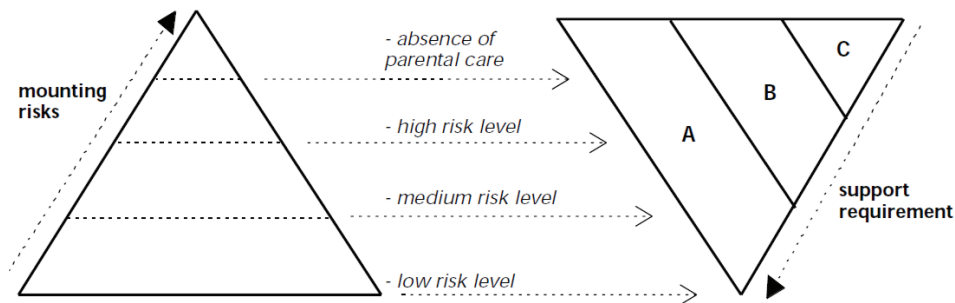 - absence of
parental care
mounting
risks
- high risk level
- medium risk level
- low risk level
A
B
C
support
requirement